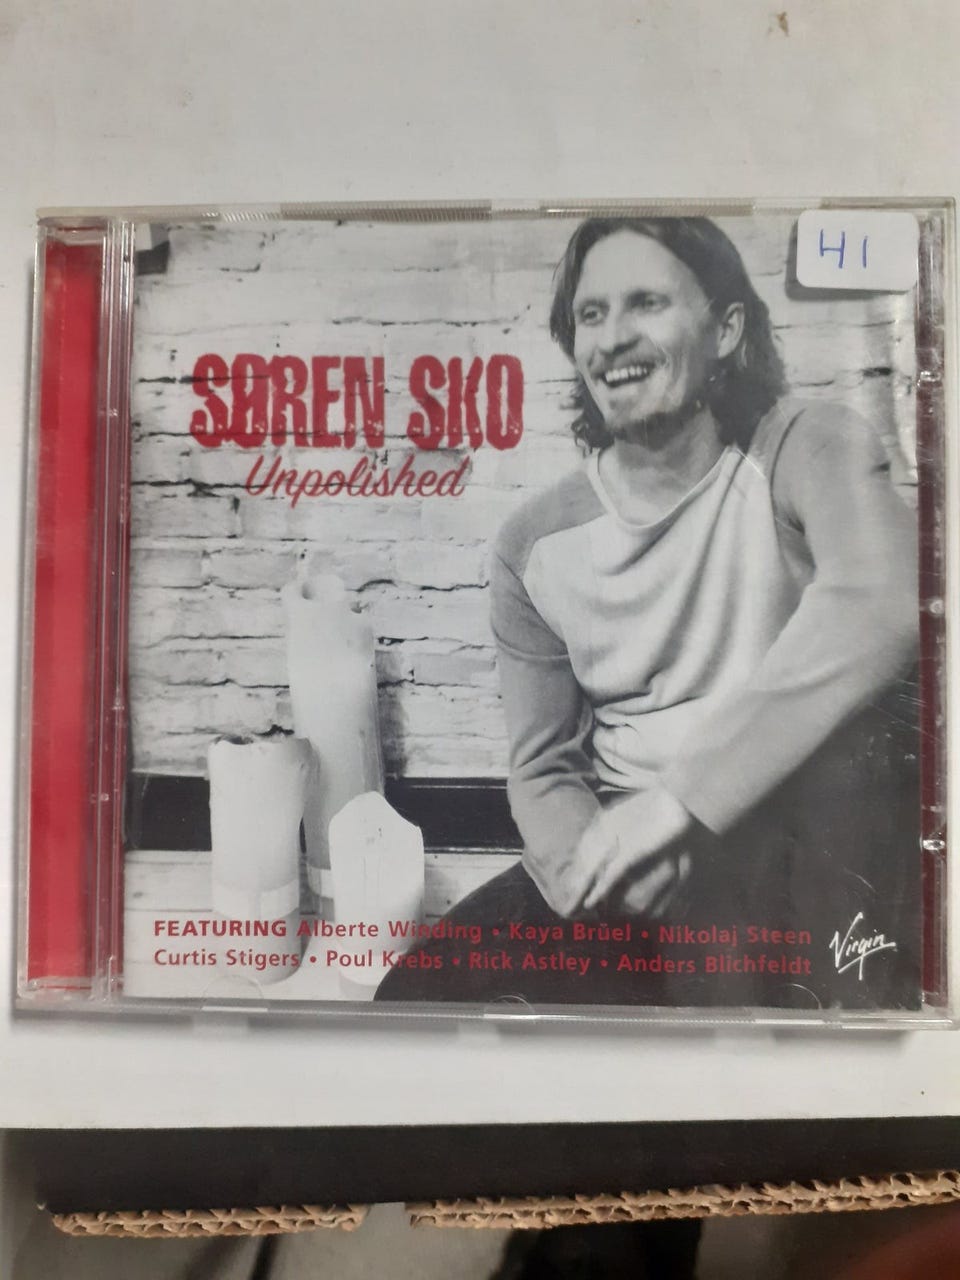 H1
SØREN SKO
Unpolished
FEATURING Alberte Winding • Kaya Brüel • Nikolaj Steen
Curtis Stigers • Poul Krebs • Rick Astley • Anders Blichfeldt
Virgin